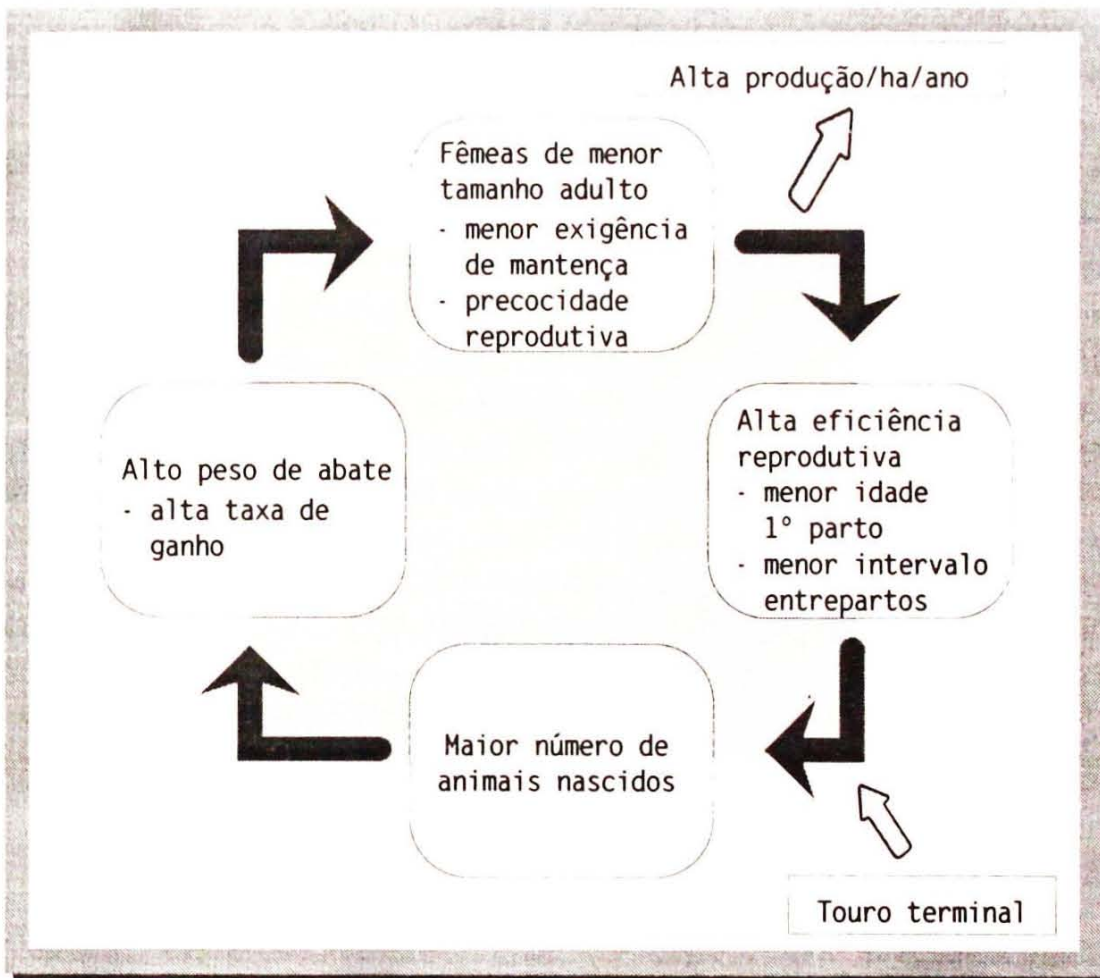 Alta produção/ha/ano
Fêmeas de menor
tamanho adulto
- menor exigência
de mantença
- precocidade
reprodutiva
Alta eficiência
reprodutiva
- menor idade
1º parto
- menor intervalo
entrepartos
Alto peso de abate
- alta taxa de
ganho
Maior número de
animais nascidos
Touro terminal